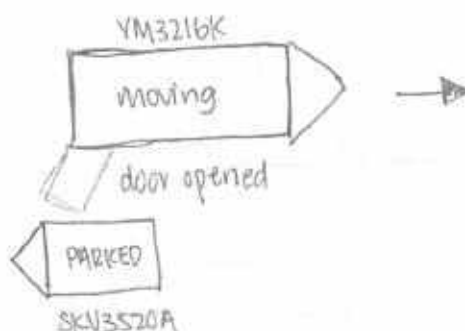 YM3216K
moving
door opened
PARKED
SKV3520A